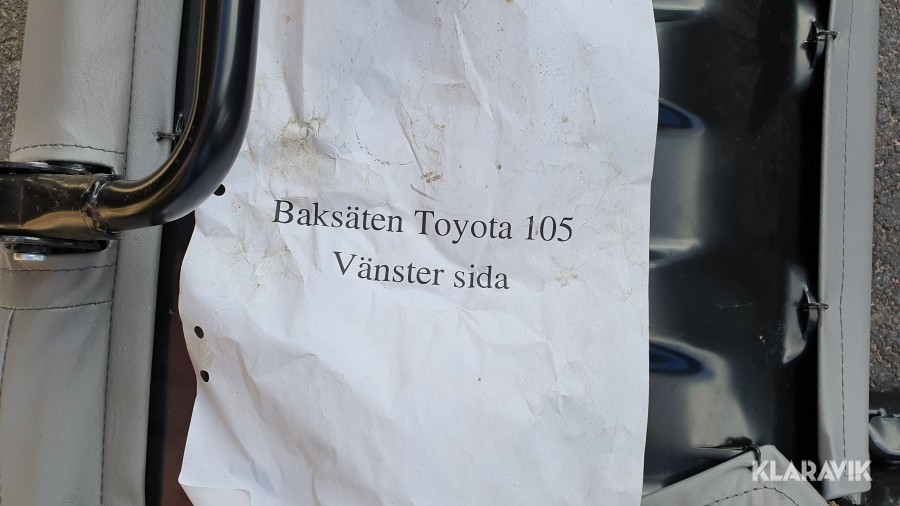 Baksäten Toyota 105
Vänster sida
KLARAVIK